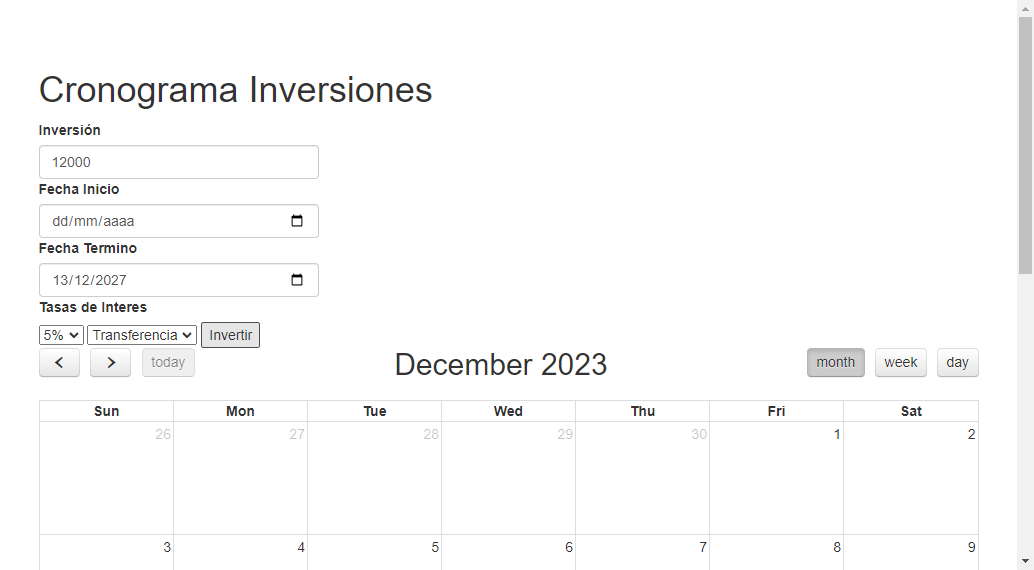 Cronograma Inversiones
Inversión
12000
Fecha Inicio
dd/mm/aaaa
Fecha Termino
13/12/2027
Tasas de Interes
5% Transferencia Invertir
today December 2023 month week day
Sun Mon Tue Wed Thu Fri Sat
26 27 28 29 30 1 2
3 4 5 6 7 8 9